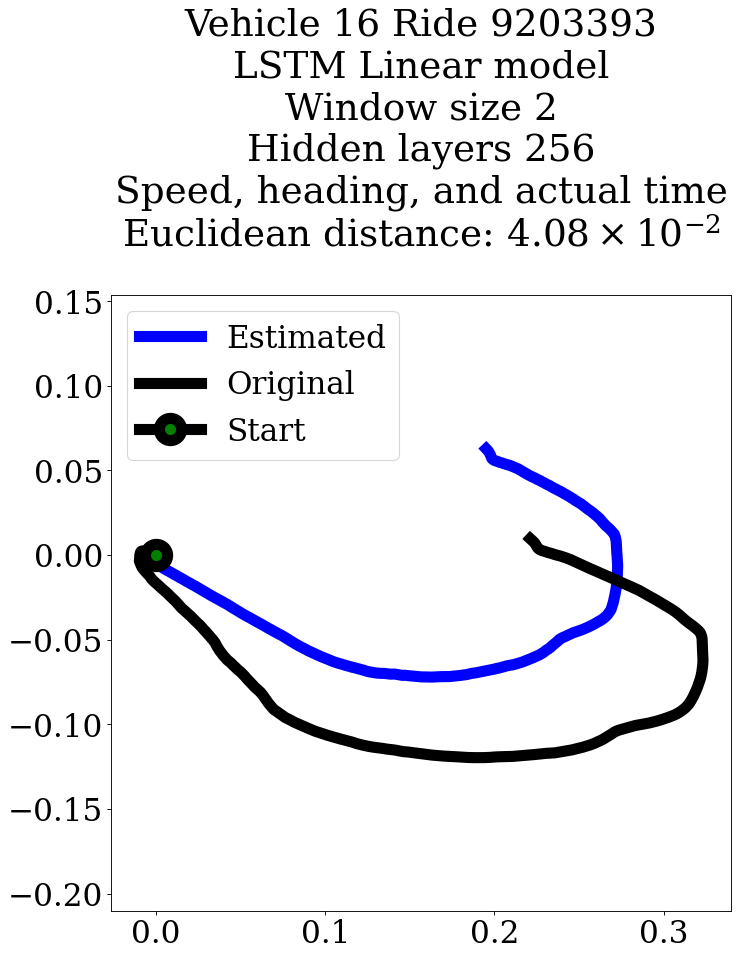 Vehicle 16 Ride 9203393
LSTM Linear model
Window size 2
Hidden layers 256
Speed, heading, and actual time
Euclidean distance: 4.08 × 10⁻²
0.15
0.10
0.05
0.00
−0.05
−0.10
−0.15
−0.20
Estimated
Original
Start
0.0 0.1 0.2 0.3